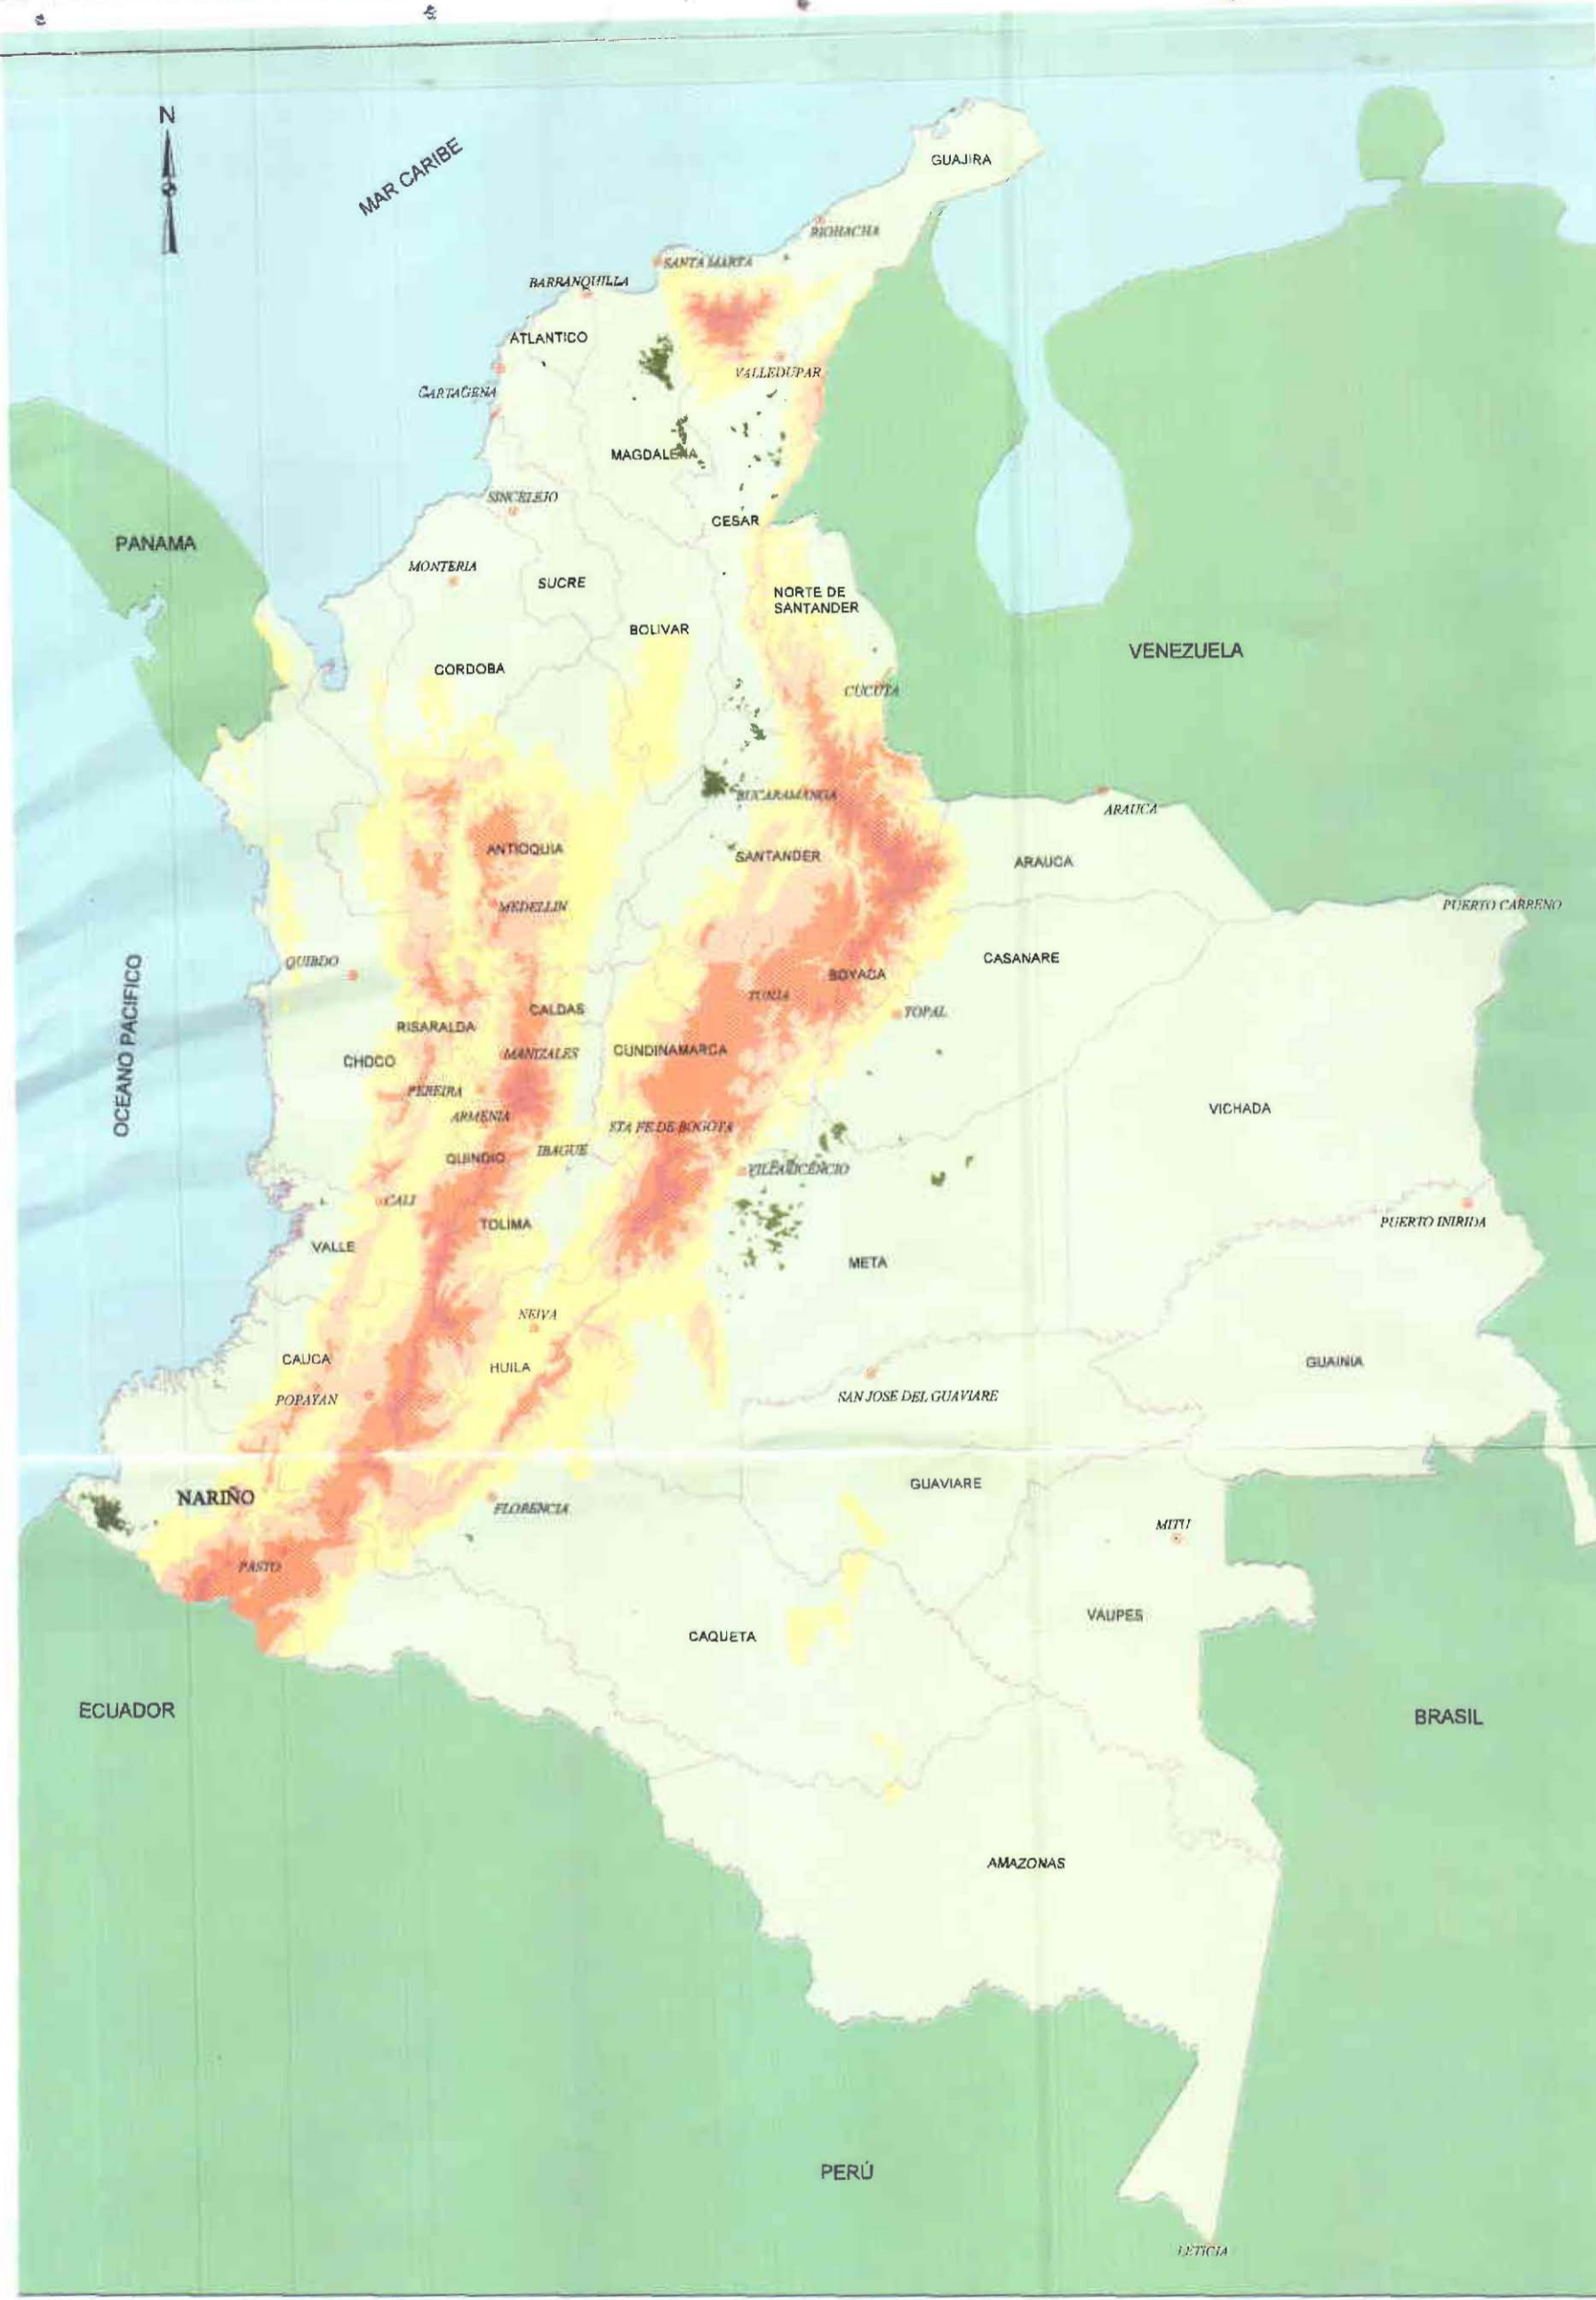 N
MAR CARIBE
GUAJIRA
RIOHACHA
SANTA MARTA
BARRANQUILLA
ATLANTICO
VALLEDUPAR
CARTAGENA
MAGDALENA
SINCELEJO
CESAR
PANAMA
MONTERIA
SUCRE
NORTE DE
SANTANDER
BOLIVAR
VENEZUELA
CORDOBA
CUCUTA
BUCARAMANGA
ARAUCA
ANTIOQUIA
SANTANDER
ARAUCA
MEDELLIN
PUERTO CARRENO
QUIBDO
CASANARE
BOYACA
TUNJA
OCEANO PACIFICO
CALDAS
YOPAL
RISARALDA
MANIZALES
CUNDINAMARCA
CHOCO
PEREIRA
ARMENIA
VICHADA
STA FE DE BOGOTA
IBAGUE
QUINDIO
VILLAVICENCIO
CALI
TOLIMA
PUERTO INIRIDA
VALLE
META
NEIVA
CAUCA
HUILA
GUAINIA
POPAYAN
SAN JOSE DEL GUAVIARE
GUAVIARE
NARIÑO
FLORENCIA
MITU
PASTO
VAUPES
CAQUETA
ECUADOR
BRASIL
AMAZONAS
PERÚ
LETICIA